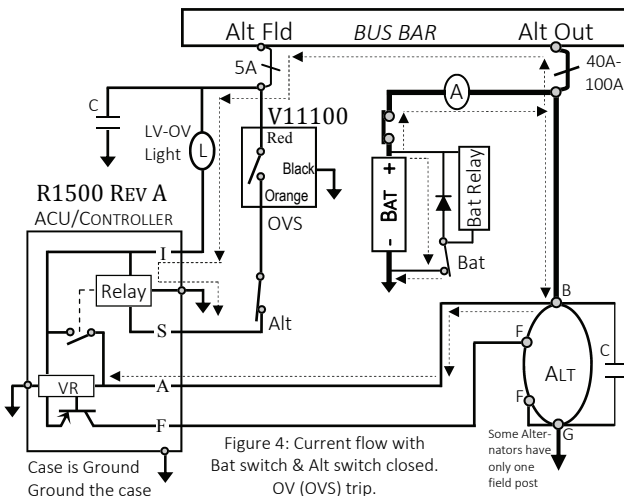 Alt Fld
BUS BAR
Alt Out
5A
40A-
100A
C
LV-OV
Light
L
V11100
Red
Black
Orange
OVS
A
+
BAT
-
Bat Relay
Bat
R1500 REV A
ACU/CONTROLLER
I
Relay
S
Alt
B
VR
A
F
F
F
ALT
C
G
Case is Ground
Ground the case
Figure 4: Current flow with
Bat switch & Alt switch closed.
OV (OVS) trip.
Some Alter-
nators have
only one
field post